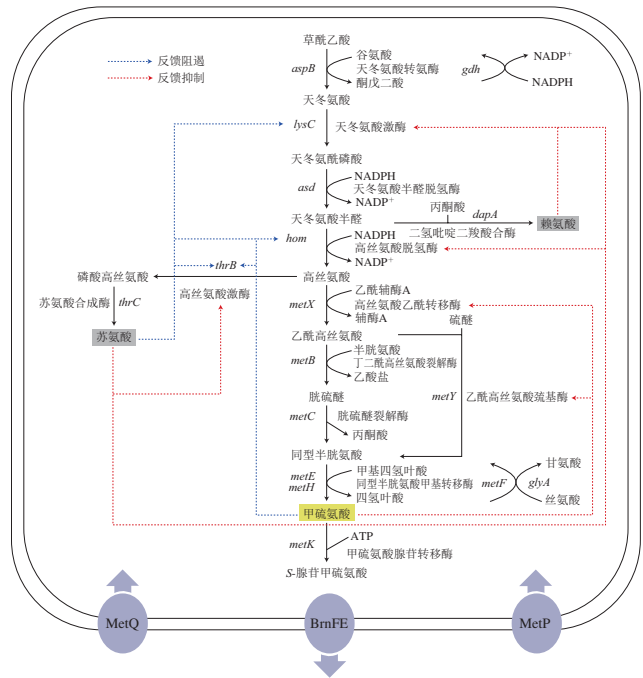 草酰乙酸
反馈阻遏
反馈抑制
aspB
谷氨酸
天冬氨酸转氨酶
酮戊二酸
gdh
NADP⁺
NADPH
天冬氨酸
lysC
天冬氨酸激酶
天冬氨酰磷酸
asd
NADPH
天冬氨酸半醛脱氢酶
NADP⁺
天冬氨酸半醛
丙酮酸
dapA
二氢吡啶二羧酸合酶
赖氨酸
hom
NADPH
高丝氨酸脱氢酶
NADP⁺
thrB
磷酸高丝氨酸
高丝氨酸
苏氨酸合成酶
thrC
高丝氨酸激酶
metX
乙酰辅酶A
高丝氨酸乙酰转移酶
辅酶A
硫醚
苏氨酸
乙酰高丝氨酸
metB
半胱氨酸
丁二酰高丝氨酸裂解酶
乙酸盐
胱硫醚
metY
乙酰高丝氨酸巯基酶
metC
胱硫醚裂解酶
丙酮酸
同型半胱氨酸
metE
metH
甲基四氢叶酸
同型半胱氨酸甲基转移酶
四氢叶酸
metF
glyA
甘氨酸
丝氨酸
甲硫氨酸
metK
ATP
甲硫氨酸腺苷转移酶
S-腺苷甲硫氨酸
MetQ
BrnFE
MetP